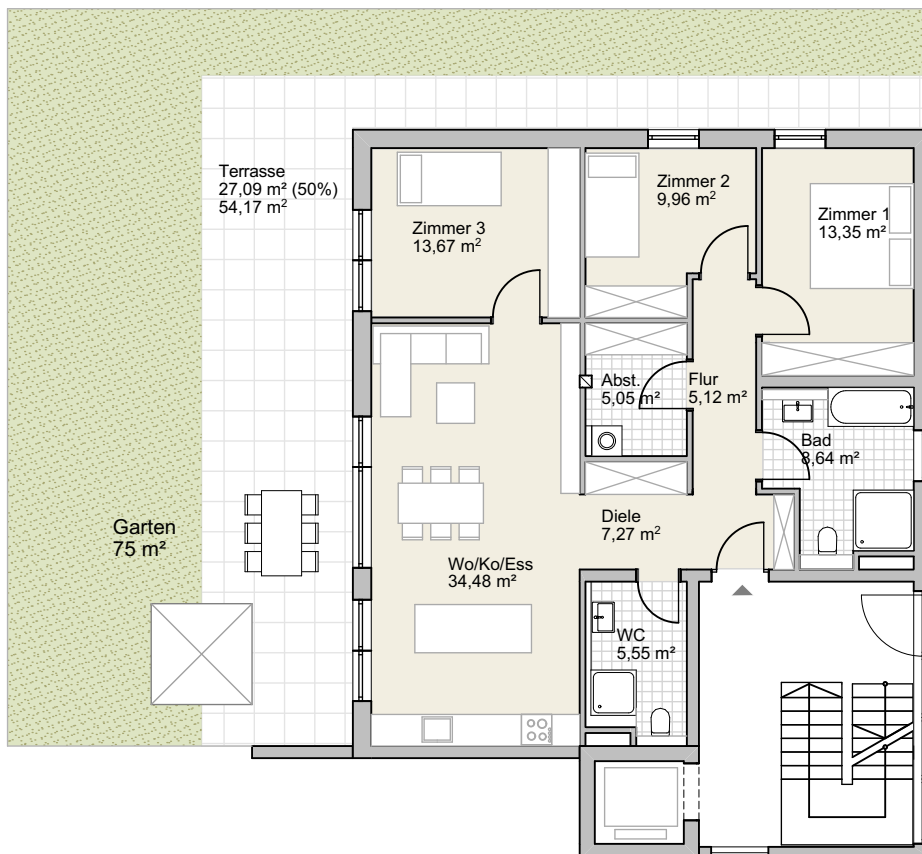 Terrasse
27,09 m² (50%)
54,17 m²
Zimmer 3
13,67 m²
Zimmer 2
9,96 m²
Zimmer 1
13,35 m²
Abst.
5,05 m²
Flur
5,12 m²
Bad
8,64 m²
Garten
75 m²
Diele
7,27 m²
Wo/Ko/Ess
34,48 m²
WC
5,55 m²